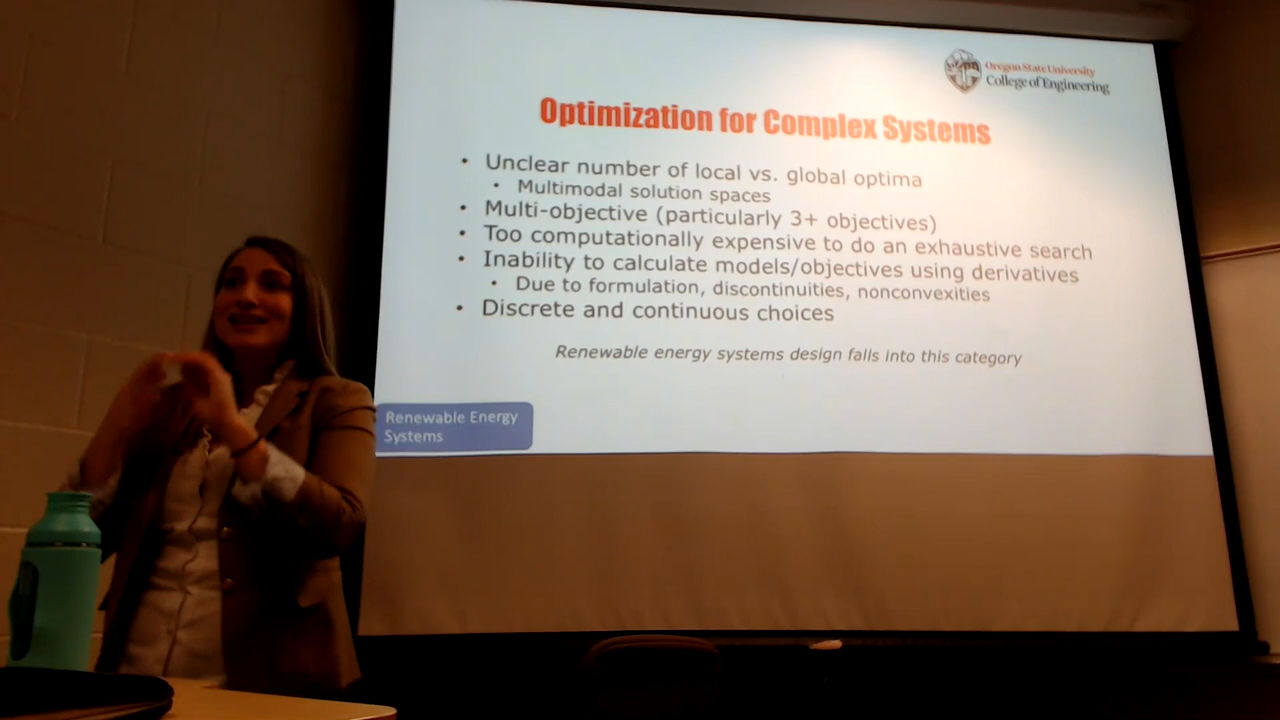 Oregon State University
College of Engineering
Optimization for Complex Systems
• Unclear number of local vs. global optima
• Multimodal solution spaces
• Multi-objective (particularly 3+ objectives)
• Too computationally expensive to do an exhaustive search
• Inability to calculate models/objectives using derivatives
• Due to formulation, discontinuities, nonconvexities
• Discrete and continuous choices
Renewable energy systems design falls into this category
Renewable Energy
Systems